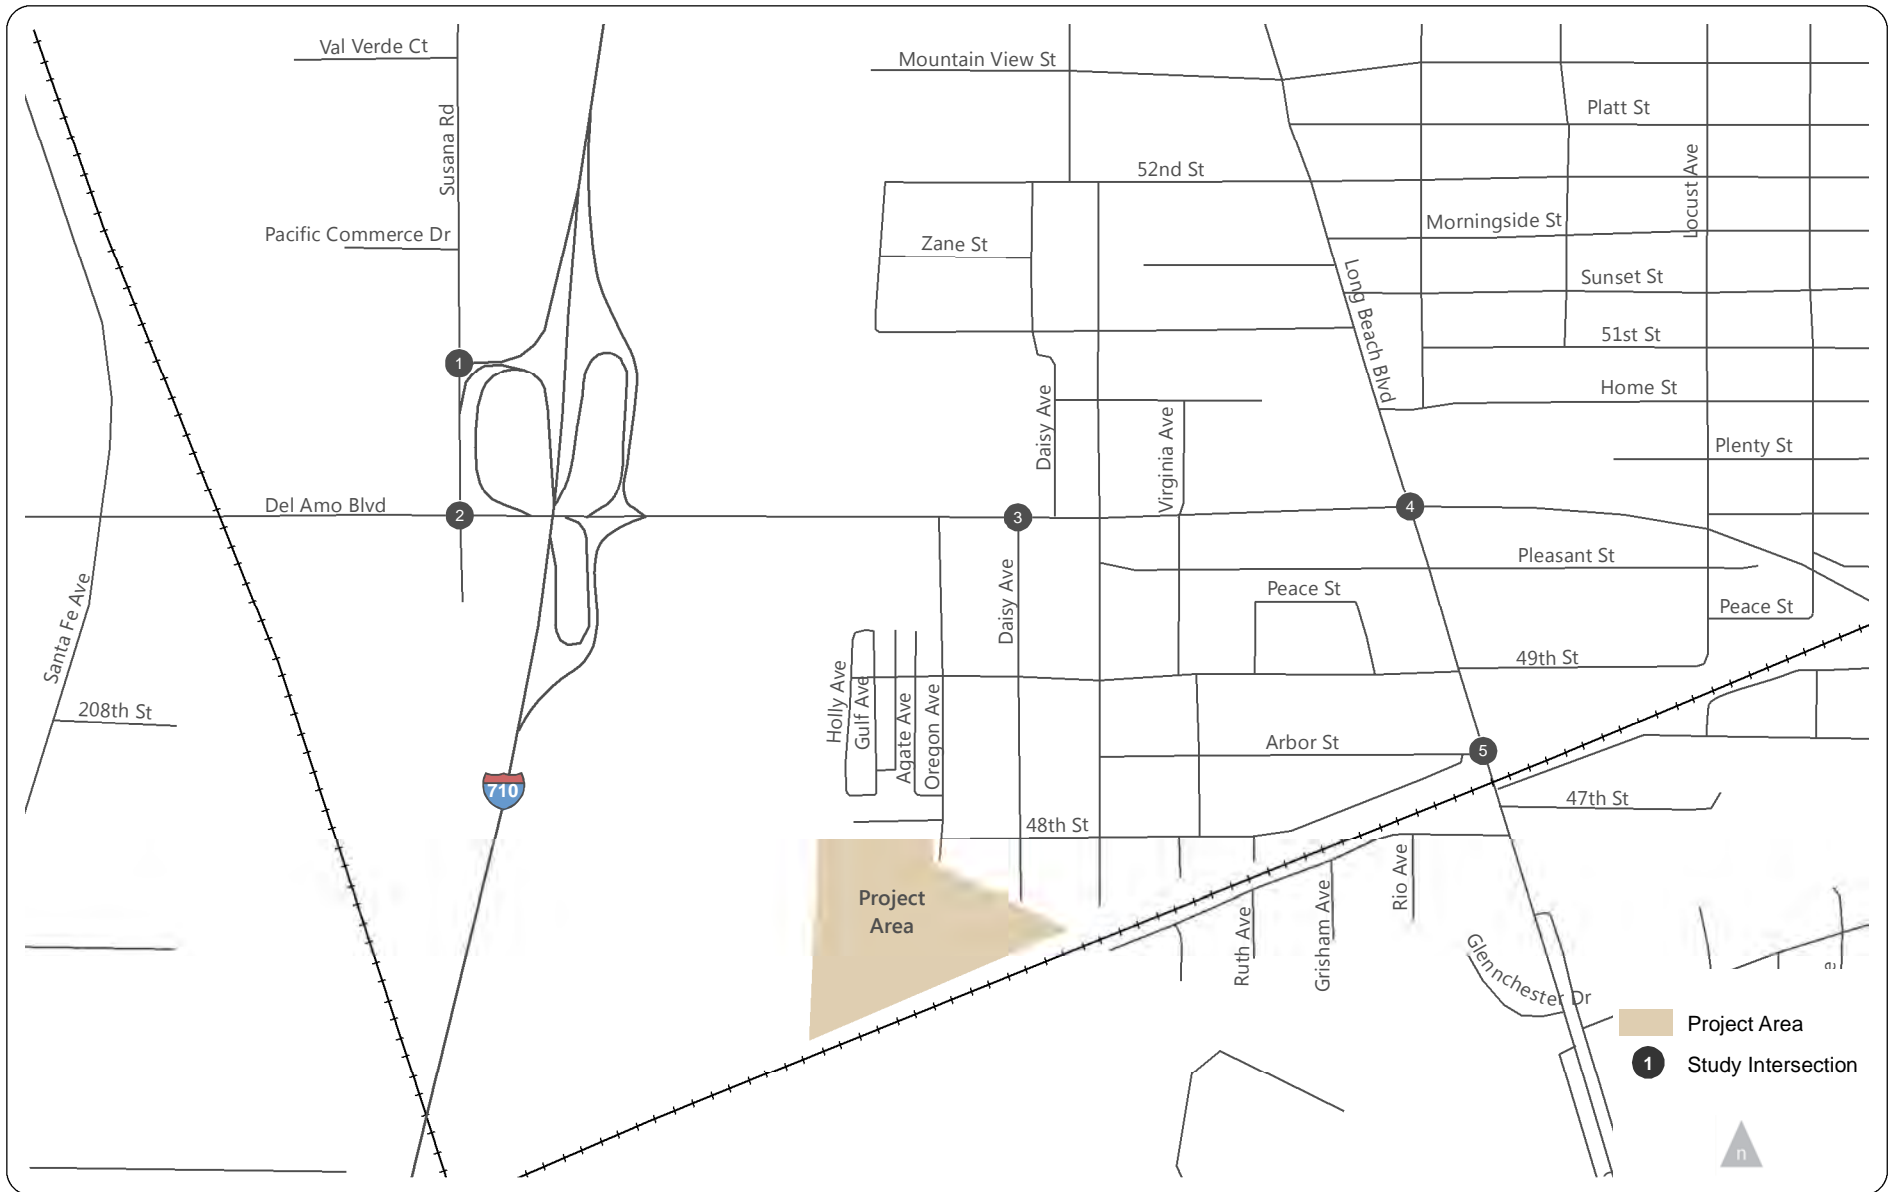 Val Verde Ct
Mountain View St
Platt St
Susana Rd
52nd St
Locust Ave
Morningside St
Pacific Commerce Dr
Zane St
Sunset St
Long Beach Blvd
51st St
1
Home St
Daisy Ave
Virginia Ave
Plenty St
Del Amo Blvd
2
3
4
Pleasant St
Santa Fe Ave
Daisy Ave
Peace St
Peace St
49th St
Holly Ave
Gulf Ave
Agate Ave
Oregon Ave
208th St
Arbor St
5
710
47th St
48th St
Rio Ave
Project
Area
Ruth Ave
Grisham Ave
Glennchester Dr
e
Project Area
1
Study Intersection
n